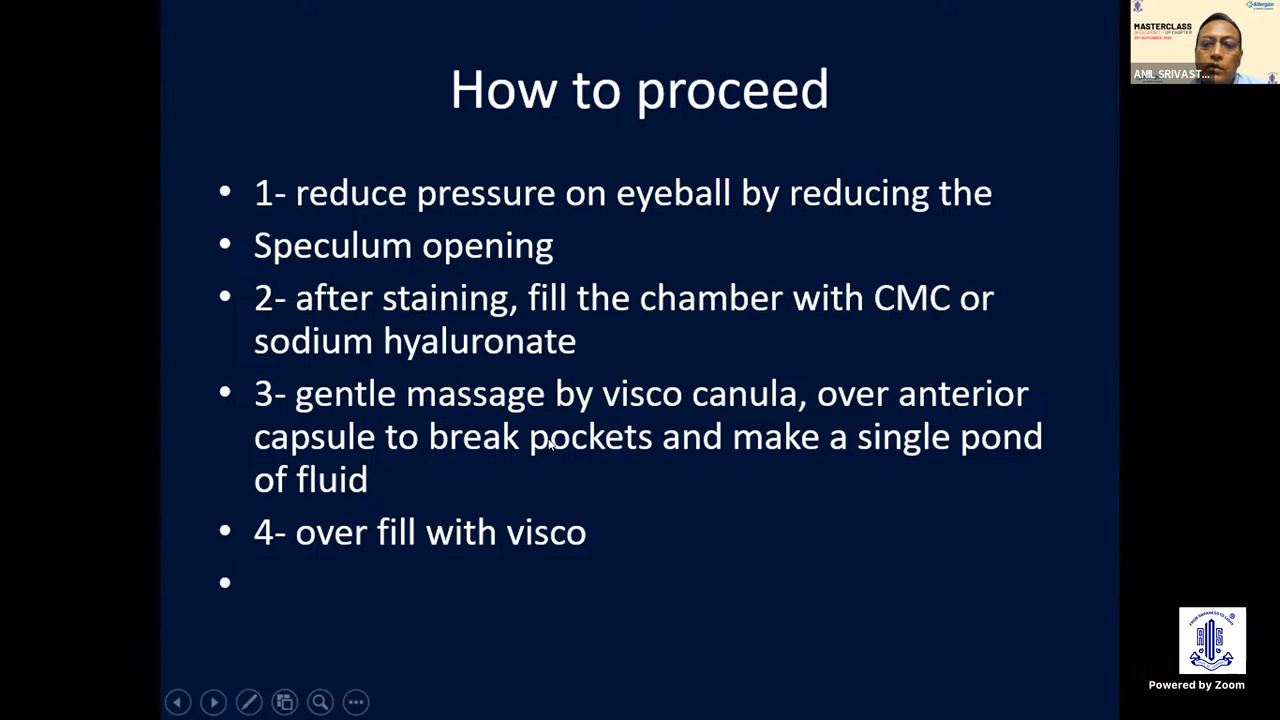 How to proceed
• 1- reduce pressure on eyeball by reducing the
• Speculum opening
• 2- after staining, fill the chamber with CMC or
sodium hyaluronate
• 3- gentle massage by visco canula, over anterior
capsule to break pockets and make a single pond
of fluid
• 4- over fill with visco
•
Allergan
MASTERCLASS
ANIL SRIVAST...
Powered by Zoom